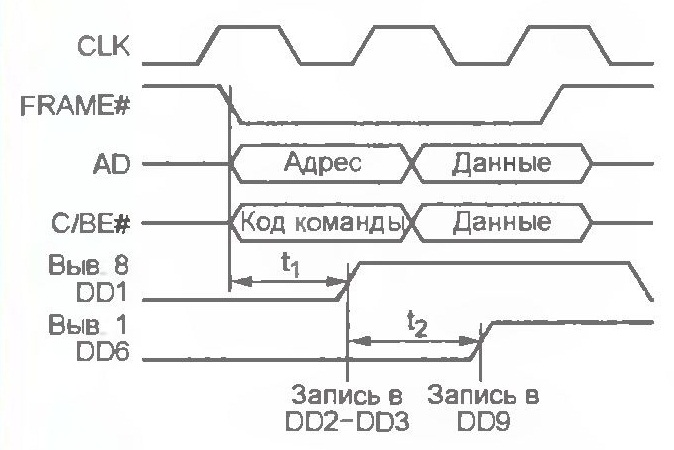 CLK
FRAME#
AD
Адрес
Данные
C/BE#
Код команды
Данные
Выв. 8
DD1
t1
Выв. 1
DD6
t2
Запись в
DD2-DD3
Запись в
DD9